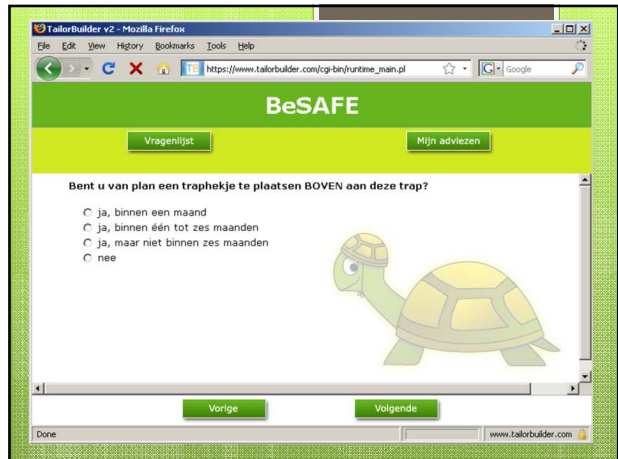 TailorBuilder v2 - Mozilla Firefox
File Edit View History Bookmarks Tools Help
TB https://www.tailorbuilder.com/cgi-bin/runtime_main.pl G Google
BeSAFE
Vragenlijst Mijn adviezen
Bent u van plan een traphekje te plaatsen BOVEN aan deze trap?
ja, binnen een maand
ja, binnen één tot zes maanden
ja, maar niet binnen zes maanden
nee
Vorige Volgende
Done www.tailorbuilder.com